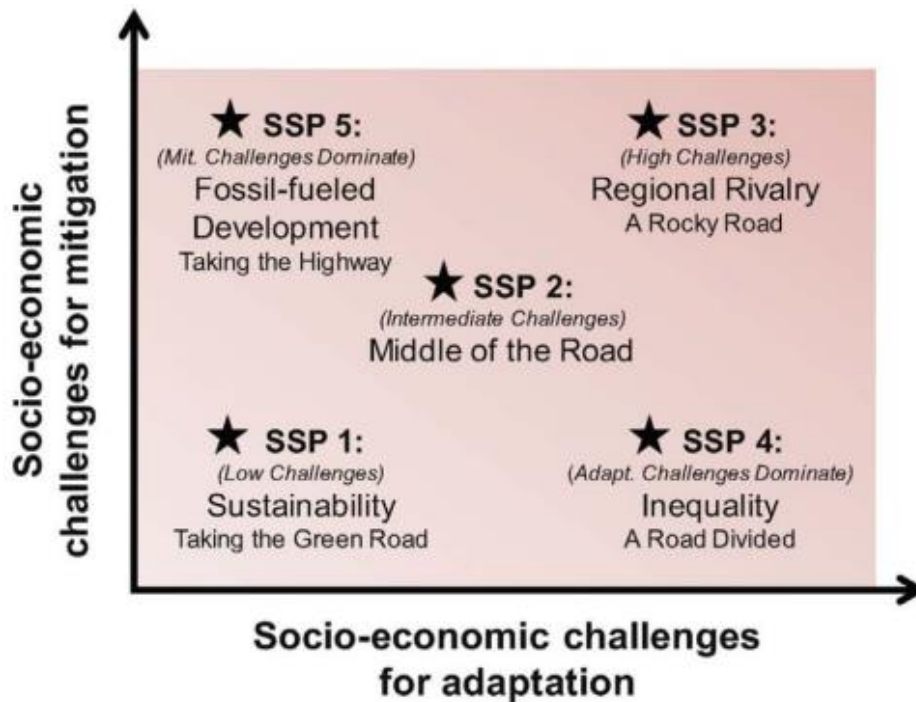 Socio-economic
challenges for mitigation
SSP 5:
(Mit. Challenges Dominate)
Fossil-fueled
Development
Taking the Highway
SSP 3:
(High Challenges)
Regional Rivalry
A Rocky Road
SSP 2:
(Intermediate Challenges)
Middle of the Road
SSP 1:
(Low Challenges)
Sustainability
Taking the Green Road
SSP 4:
(Adapt. Challenges Dominate)
Inequality
A Road Divided
Socio-economic challenges
for adaptation